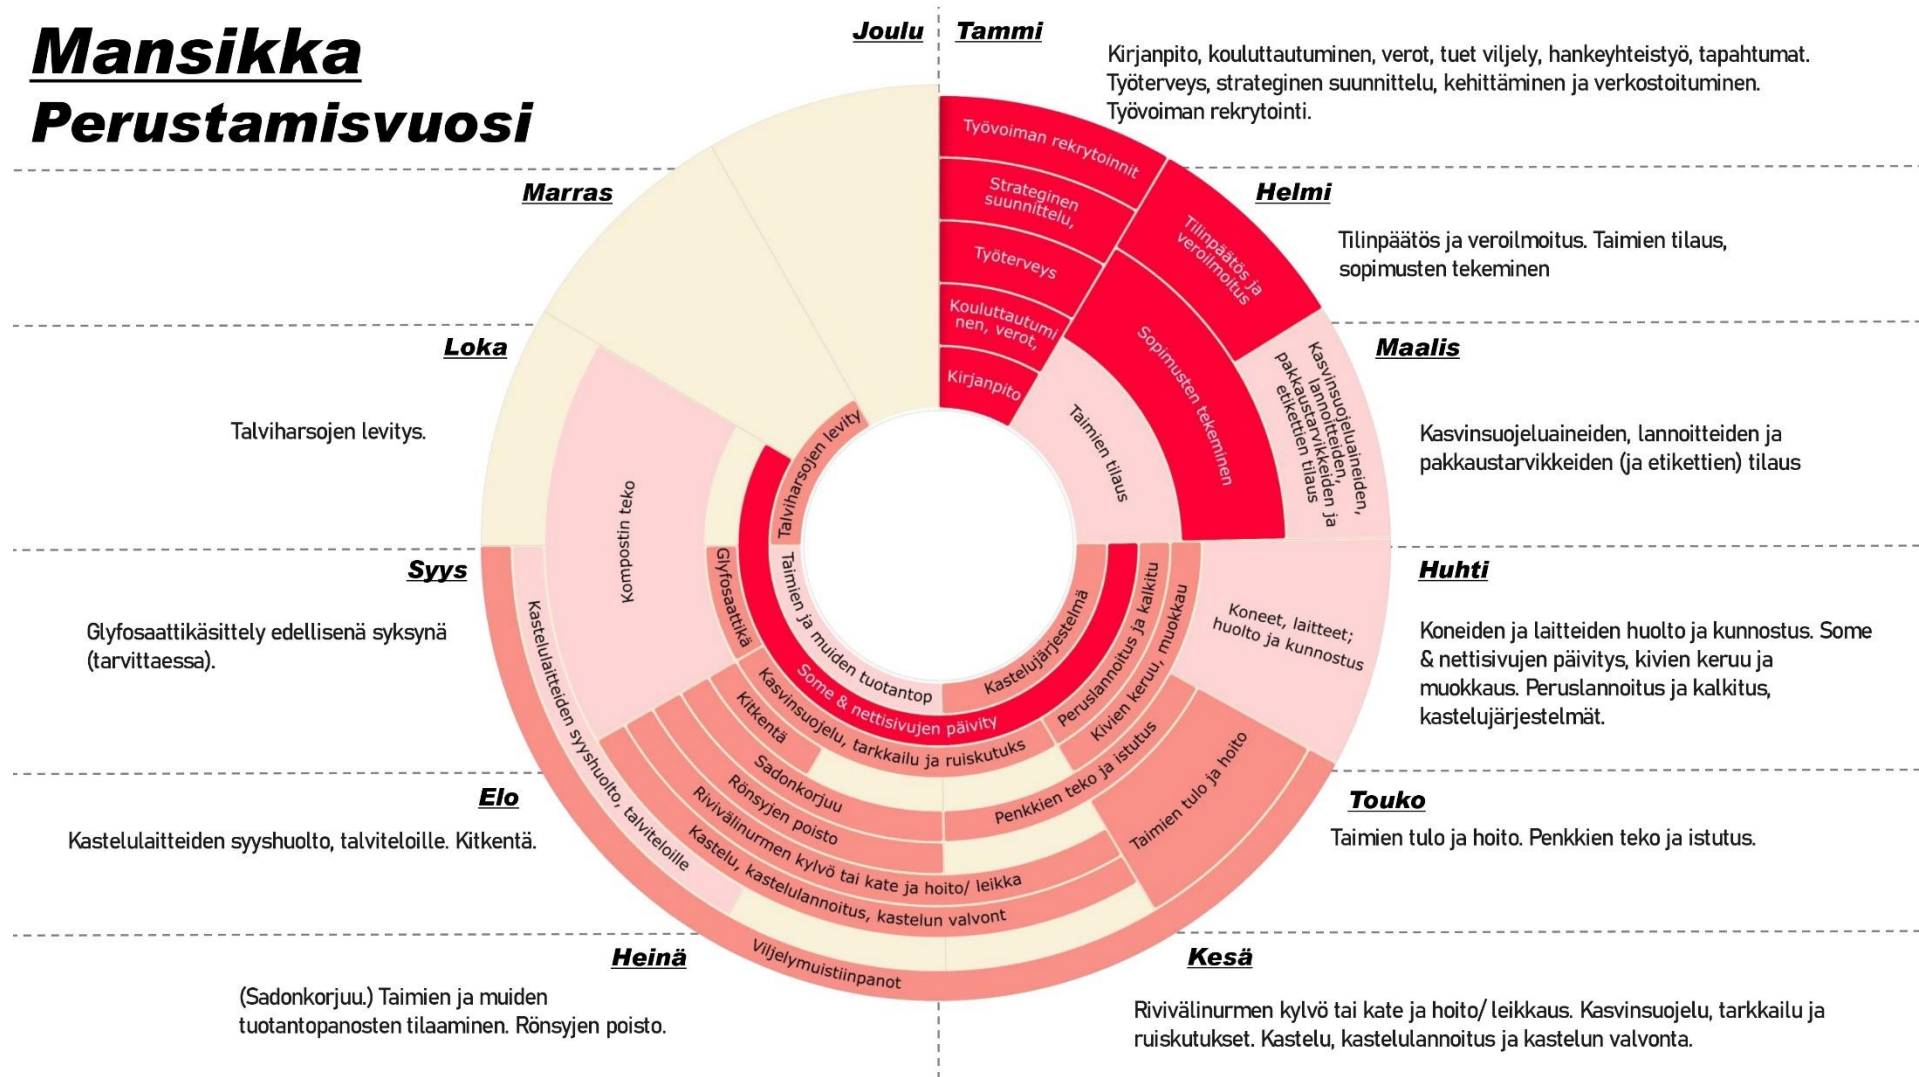 Mansikka
Perustamisvuosi
Joulu
Tammi
Kirjanpito, kouluttautuminen, verot, tuet viljely, hankeyhteistyö, tapahtumat.
Työterveys, strateginen suunnittelu, kehittäminen ja verkostoituminen.
Työvoiman rekrytointi.
Helmi
Tilinpäätös ja veroilmoitus. Taimien tilaus,
sopimusten tekeminen
Maalis
Kasvinsuojeluaineiden, lannoitteiden ja
pakkaustarvikkeiden (ja etikettien) tilaus
Huhti
Koneiden ja laitteiden huolto ja kunnostus. Some
& nettisivujen päivitys, kivien keruu ja
muokkaus. Peruslannoitus ja kalkitus,
kastelujärjestelmät.
Touko
Taimien tulo ja hoito. Penkkien teko ja istutus.
Kesä
Rivivälinurmen kylvö tai kate ja hoito/ leikkaus. Kasvinsuojelu, tarkkailu ja
ruiskutukset. Kastelu, kastelulannoitus ja kastelun valvonta.
Heinä
(Sadonkorjuu.) Taimien ja muiden
tuotantopanosten tilaaminen. Rönsyjen poisto.
Elo
Kastelulaitteiden syyshuolto, talviteloille. Kitkentä.
Syys
Glyfosaattikäsittely edellisenä syksynä
(tarvittaessa).
Loka
Talviharsojen levitys.
Marras
Työvoiman rekrytoinnit
Strateginen
suunnittelu,
Työterveys
Kouluttautumi
nen, verot,
Kirjanpito
Tilinpäätös ja
veroilmoitus
Sopimusten tekeminen
Taimien tilaus
Kasvinsuojeluaineiden,
lannoitteiden,
pakkaustarvikkeiden ja
etikettien tilaus
Koneet, laitteet;
huolto ja kunnostus
Kivien keruu, muokkau
Peruslannoitus ja kalkitu
Kastelujärjestelmä
Taimien tulo ja hoito
Penkkien teko ja istutus
Some & nettisivujen päivity
Kasvinsuojelu, tarkkailu ja ruiskutuks
Kitkentä
Sadonkorjuu
Rönsyjen poisto
Rivivälinurmen kylvö tai kate ja hoito/ leikka
Kastelu, kastelulannoitus, kastelun valvont
Viljelymuistiinpanot
Kastelulaitteiden syyshuolto, talviteloille
Taimien ja muiden tuotantop
Glyfosaattikä
Kompostin teko
Talviharsojen levity